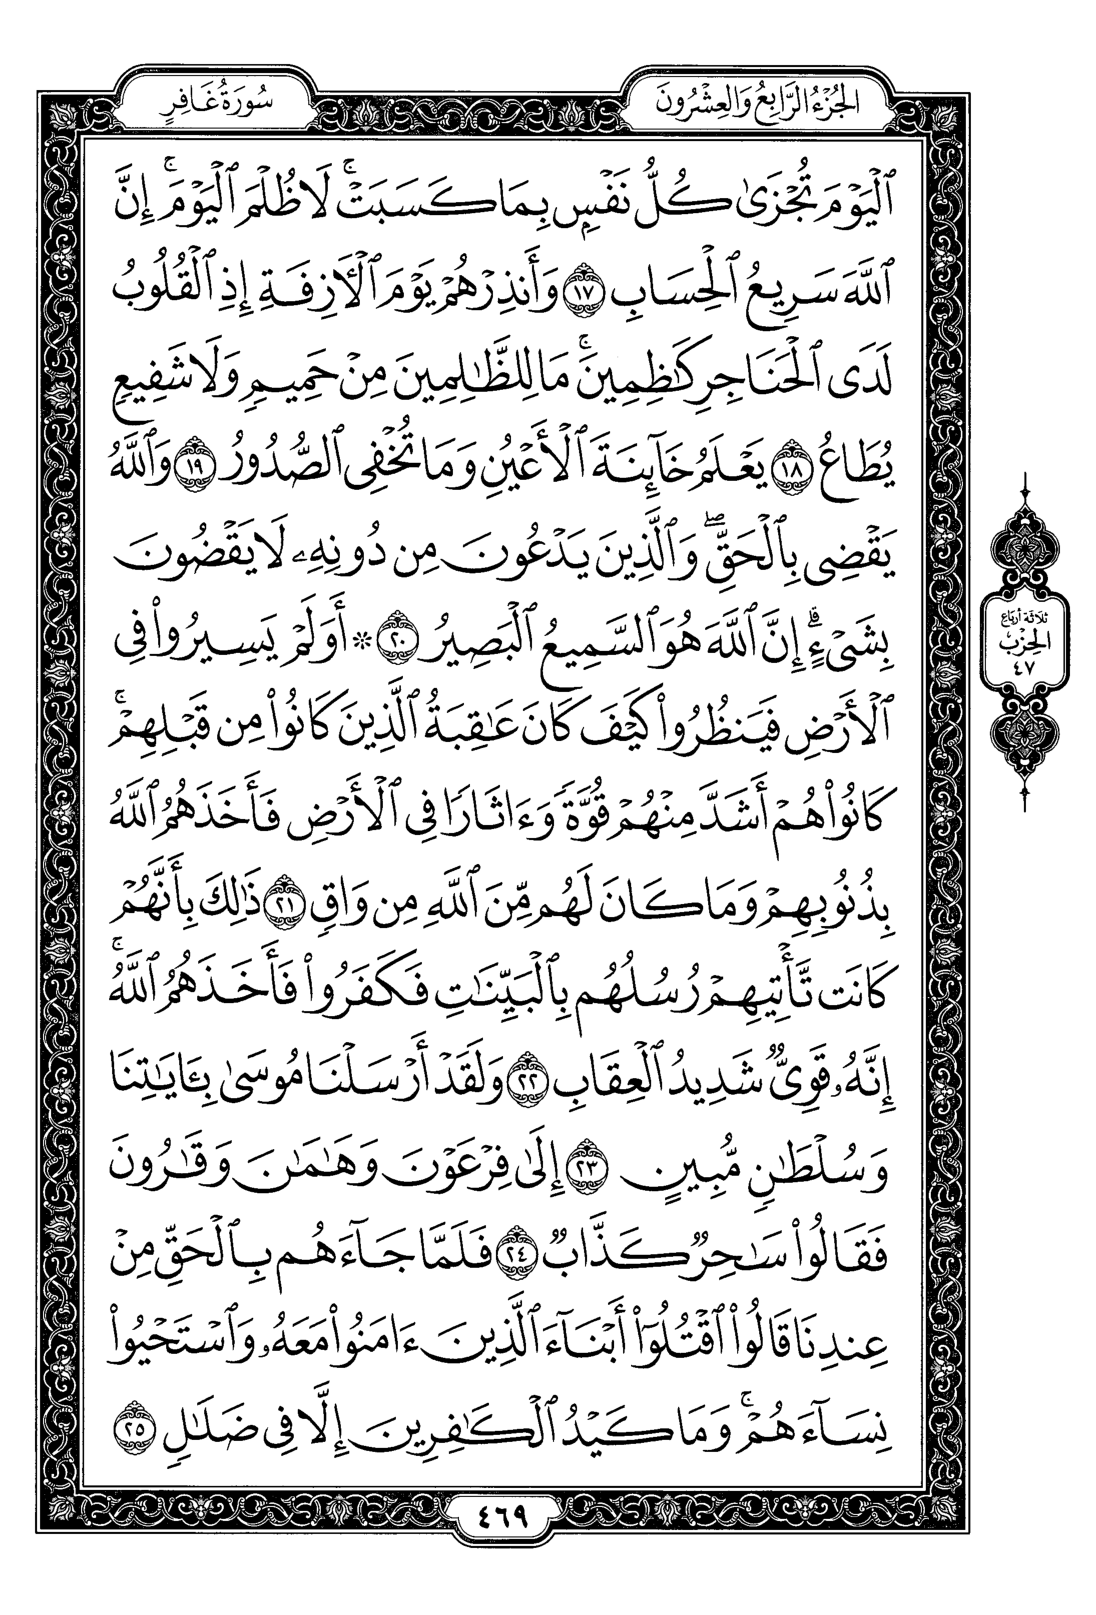 سُورَةُ غَافِرٍ
الجُزْءُ الرَّابِعُ وَالعِشْرُونَ
ٱلۡيَوۡمَ تُجۡزَىٰ كُلُّ نَفۡسِۭ بِمَا كَسَبَتۡۚ لَا ظُلۡمَ ٱلۡيَوۡمَۚ إِنَّ
ٱللَّهَ سَرِيعُ ٱلۡحِسَابِ ١٧ وَأَنذِرۡهُمۡ يَوۡمَ ٱلۡأٓزِفَةِ إِذِ ٱلۡقُلُوبُ
لَدَى ٱلۡحَنَاجِرِ كَٰظِمِينَۚ مَا لِلظَّٰلِمِينَ مِنۡ حَمِيمٖ وَلَا شَفِيعٖ
يُطَاعُ ١٨ يَعۡلَمُ خَآئِنَةَ ٱلۡأَعۡيُنِ وَمَا تُخۡفِي ٱلصُّدُورُ ١٩ وَٱللَّهُ
يَقۡضِي بِٱلۡحَقِّۖ وَٱلَّذِينَ يَدۡعُونَ مِن دُونِهِۦ لَا يَقۡضُونَ
بِشَيۡءٍۗ إِنَّ ٱللَّهَ هُوَ ٱلسَّمِيعُ ٱلۡبَصِيرُ ٢٠ * أَوَلَمۡ يَسِيرُواْ فِي
ٱلۡأَرۡضِ فَيَنظُرُواْ كَيۡفَ كَانَ عَٰقِبَةُ ٱلَّذِينَ كَانُواْ مِن قَبۡلِهِمۡۚ
كَانُواْ هُمۡ أَشَدَّ مِنۡهُمۡ قُوَّةٗ وَءَاثَارٗا فِي ٱلۡأَرۡضِ فَأَخَذَهُمُ ٱللَّهُ
بِذُنُوبِهِمۡ وَمَا كَانَ لَهُم مِّنَ ٱللَّهِ مِن وَاقٖ ٢١ ذَٰلِكَ بِأَنَّهُمۡ
كَانَت تَّأۡتِيهِمۡ رُسُلُهُم بِٱلۡبَيِّنَٰتِ فَكَفَرُواْ فَأَخَذَهُمُ ٱللَّهُۚ
إِنَّهُۥ قَوِيّٞ شَدِيدُ ٱلۡعِقَابِ ٢٢ وَلَقَدۡ أَرۡسَلۡنَا مُوسَىٰ بِـَٔايَٰتِنَا
وَسُلۡطَٰنٖ مُّبِينٍ ٢٣ إِلَىٰ فِرۡعَوۡنَ وَهَٰمَٰنَ وَقَٰرُونَ
فَقَالُواْ سَٰحِرٞ كَذَّابٞ ٢٤ فَلَمَّا جَآءَهُم بِٱلۡحَقِّ مِنۡ
عِندِنَا قَالُواْ ٱقۡتُلُوٓاْ أَبۡنَآءَ ٱلَّذِينَ ءَامَنُواْ مَعَهُۥ وَٱسۡتَحۡيُواْ
نِسَآءَهُمۡۚ وَمَا كَيۡدُ ٱلۡكَٰفِرِينَ إِلَّا فِي ضَلَٰلٖ ٢٥
ثلاثة أرباع
الحزب
٤٧
٤٦٩